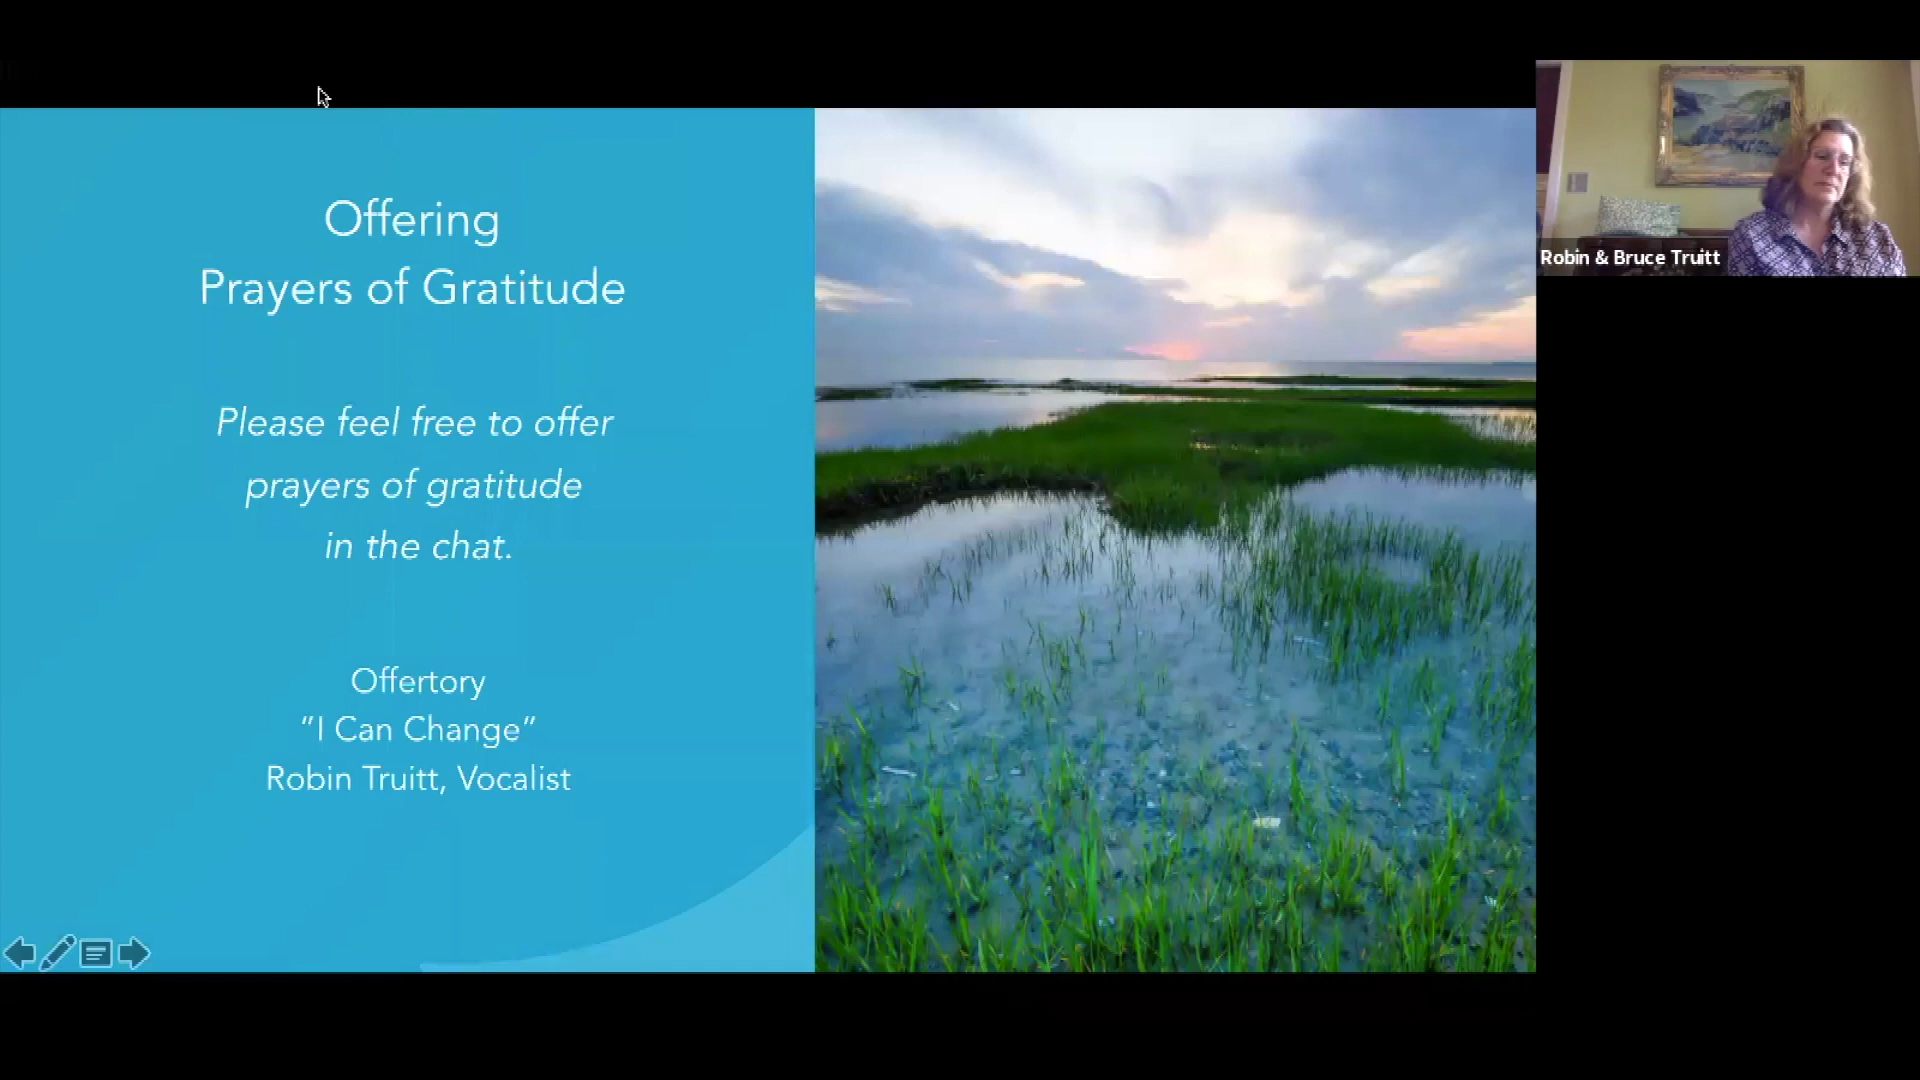 Offering
Prayers of Gratitude
Please feel free to offer
prayers of gratitude
in the chat.
Offertory
"I Can Change"
Robin Truitt, Vocalist
Robin & Bruce Truitt